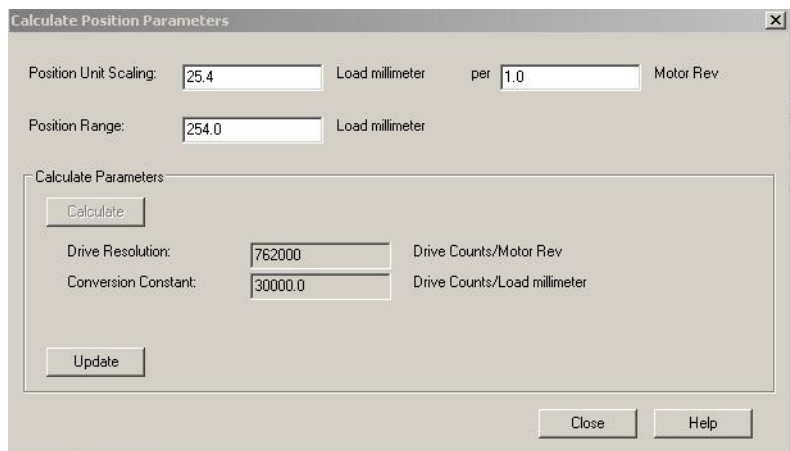 Calculate Position Parameters
Position Unit Scaling: 25.4 Load millimeter per 1.0 Motor Rev
Position Range: 254.0 Load millimeter
Calculate Parameters
Calculate
Drive Resolution: 762000 Drive Counts/Motor Rev
Conversion Constant: 30000.0 Drive Counts/Load millimeter
Update
Close Help